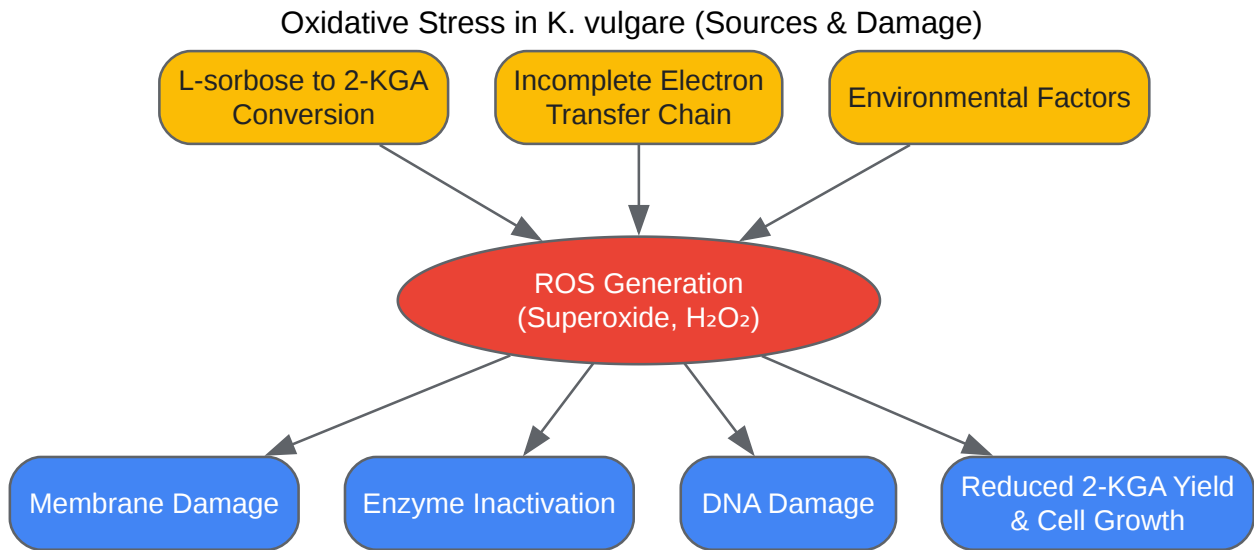 Oxidative Stress in K. vulgare (Sources & Damage)
L-sorbose to 2-KGA
Conversion
Incomplete Electron
Transfer Chain
Environmental Factors
ROS Generation
(Superoxide, H₂O₂)
Membrane Damage
Enzyme Inactivation
DNA Damage
Reduced 2-KGA Yield
& Cell Growth